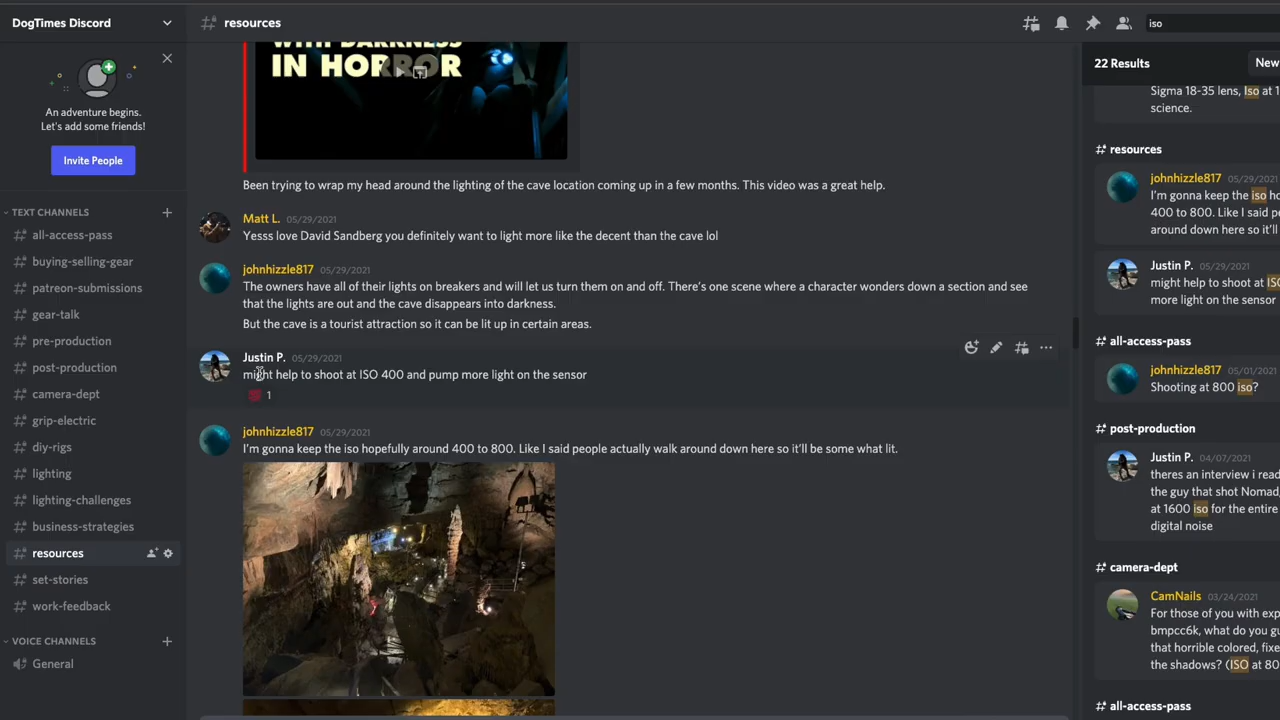 DogTimes Discord
resources
iso
An adventure begins.
Let's add some friends!
Invite People
TEXT CHANNELS
all-access-pass
buying-selling-gear
patreon-submissions
gear-talk
pre-production
post-production
camera-dept
grip-electric
diy-rigs
lighting
lighting-challenges
business-strategies
resources
set-stories
work-feedback
VOICE CHANNELS
General
WITH DARKNESS
IN HORROR
Been trying to wrap my head around the lighting of the cave location coming up in a few months. This video was a great help.
Matt L. 05/29/2021
Yesss love David Sandberg you definitely want to light more like the decent than the cave lol
johnhizzle817 05/29/2021
The owners have all of their lights on breakers and will let us turn them on and off. There's one scene where a character wonders down a section and see
that the lights are out and the cave disappears into darkness.
But the cave is a tourist attraction so it can be lit up in certain areas.
Justin P. 05/29/2021
might help to shoot at ISO 400 and pump more light on the sensor
1
johnhizzle817 05/29/2021
I'm gonna keep the iso hopefully around 400 to 800. Like I said people actually walk around down here so it'll be some what lit.
22 Results
New
Sigma 18-35 lens, Iso at 1
science.
# resources
johnhizzle817 05/29/2021
I'm gonna keep the iso ho
400 to 800. Like I said p
around down here so it'll
Justin P. 05/29/2021
might help to shoot at ISO
more light on the sensor
# all-access-pass
johnhizzle817 05/01/2021
Shooting at 800 iso?
# post-production
Justin P. 04/07/2021
theres an interview i read
the guy that shot Nomad,
at 1600 iso for the entire
digital noise
# camera-dept
CamNails 03/24/2021
For those of you with exp
bmpcc6k, what do you gu
that horrible colored, fixe
the shadows? (ISO at 80
# all-access-pass